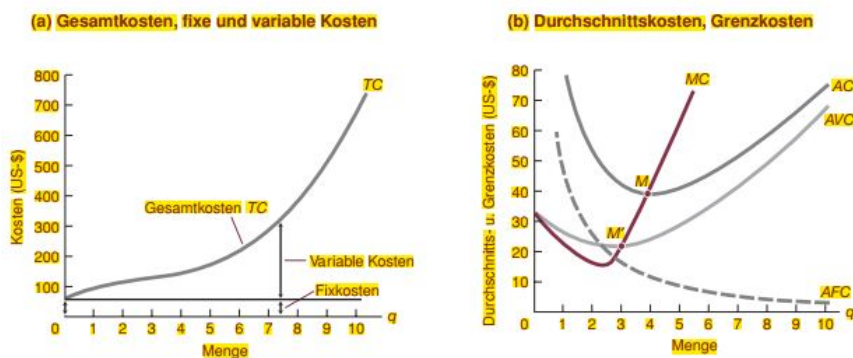 (a) Gesamtkosten, fixe und variable Kosten
Kosten (US-$)
800
700
600
500
400
300
200
100
0 1 2 3 4 5 6 7 8 9 10
q
Menge
TC
Gesamtkosten TC
Variable Kosten
Fixkosten
(b) Durchschnittskosten, Grenzkosten
Durchschnitts- u. Grenzkosten (US-$)
80
70
60
50
40
30
20
10
0 1 2 3 4 5 6 7 8 9 10
q
Menge
MC
AC
AVC
M
M'
AFC